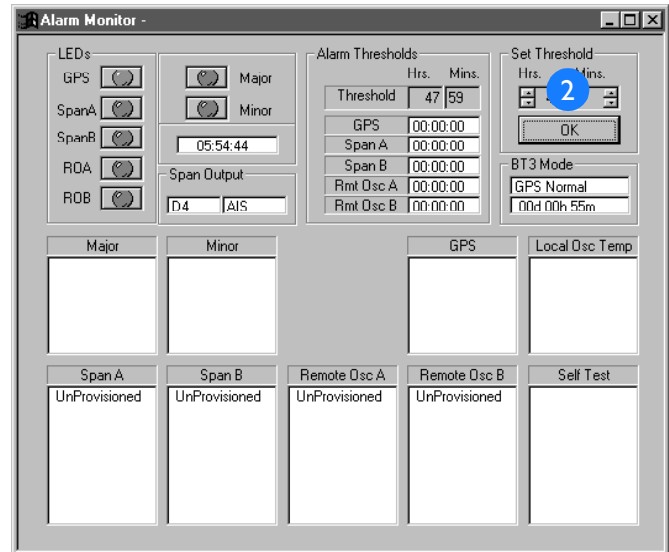 Alarm Monitor -
LEDs
GPS
SpanA
SpanB
ROA
ROB
Major
Minor
05:54:44
Span Output
D4 AIS
Alarm Thresholds
Hrs. Mins.
Threshold 47 59
GPS 00:00:00
Span A 00:00:00
Span B 00:00:00
Rmt Osc A 00:00:00
Rmt Osc B 00:00:00
Set Threshold
Hrs. Mins.
2
OK
BT3 Mode
GPS Normal
00d 00h 55m
Major
Minor
GPS
Local Osc Temp
Span A
UnProvisioned
Span B
UnProvisioned
Remote Osc A
UnProvisioned
Remote Osc B
UnProvisioned
Self Test